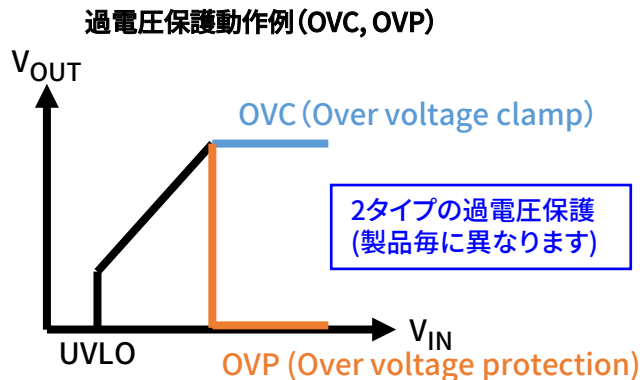 過電圧保護動作例(OVC, OVP)
VOUT
OVC(Over voltage clamp)
2タイプの過電圧保護
(製品毎に異なります)
VIN
UVLO
OVP (Over voltage protection)